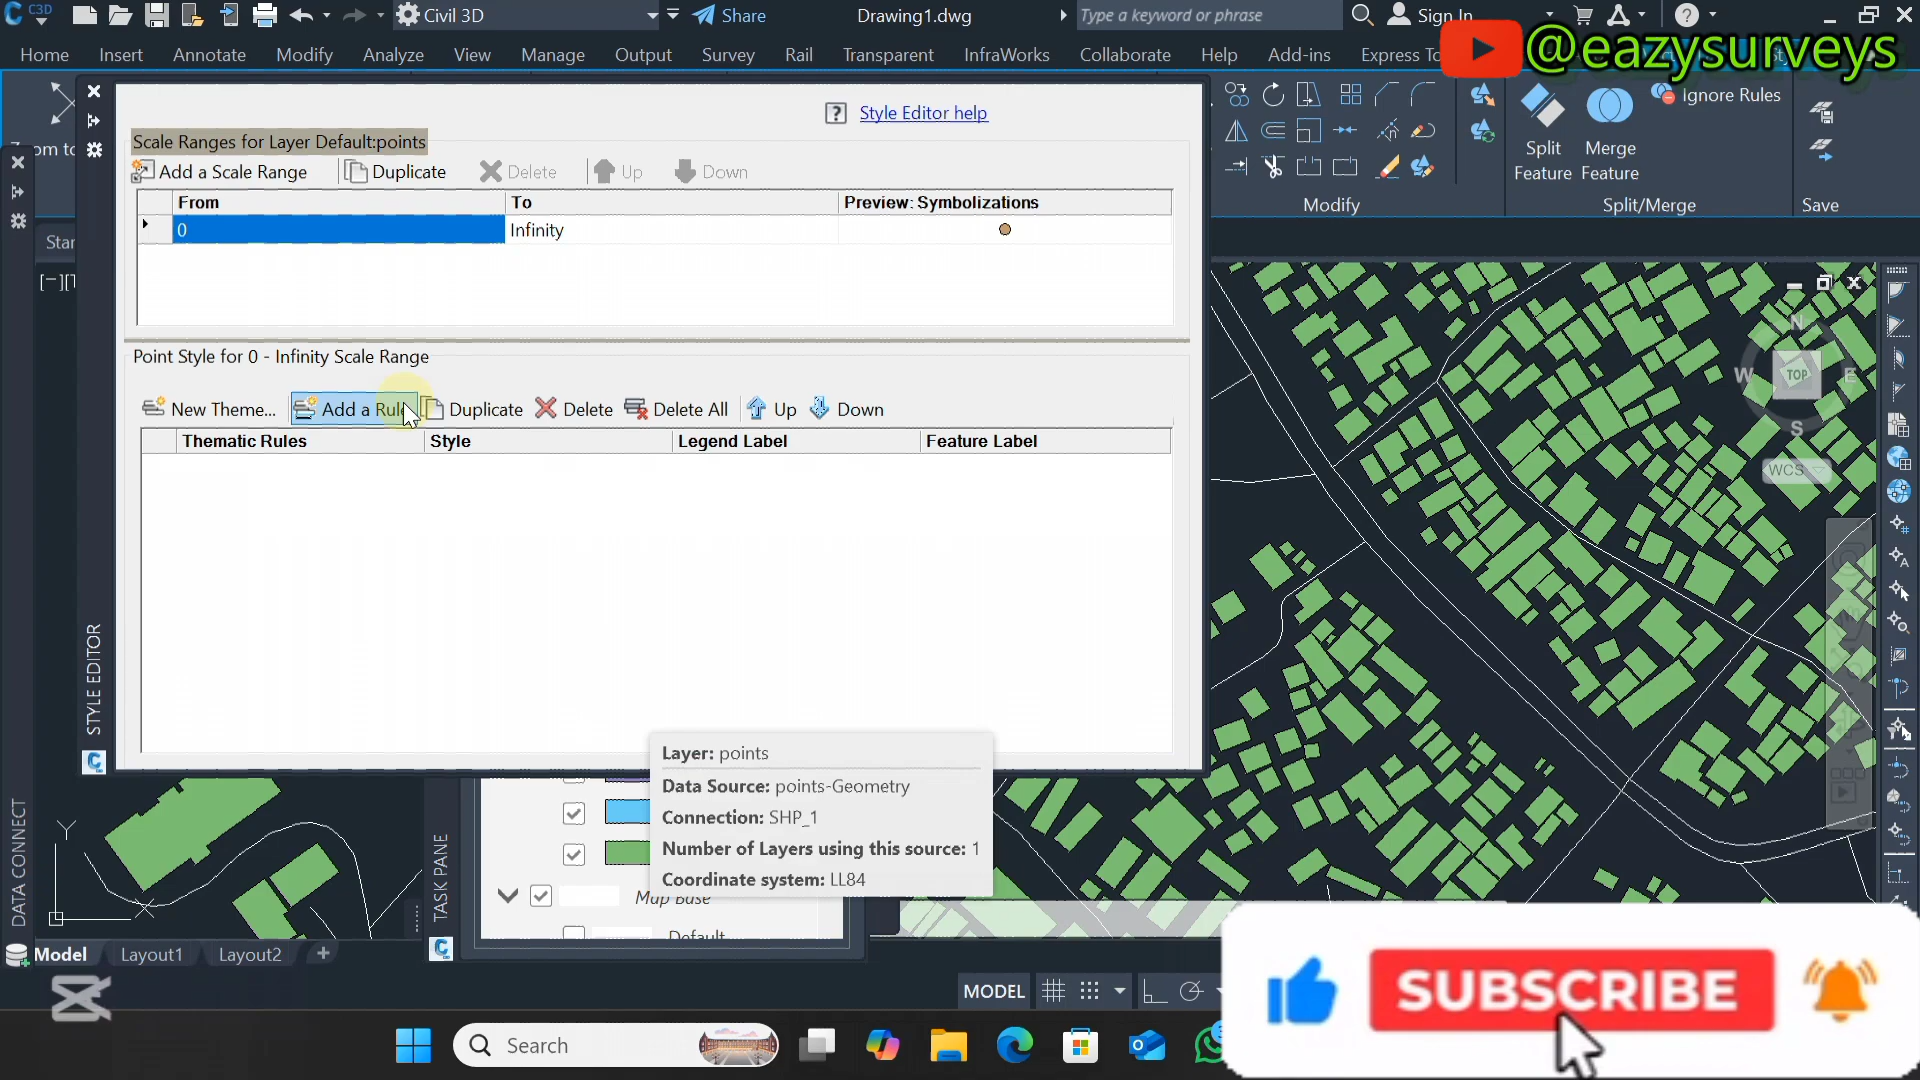 C3D
Civil 3D
Share
Drawing1.dwg
Type a keyword or phrase
Sign In
Home
Insert
Annotate
Modify
Analyze
View
Manage
Output
Survey
Rail
Transparent
InfraWorks
Collaborate
Help
Add-ins
Express To
@eazysurveys
Style Editor help
Scale Ranges for Layer Default:points
Add a Scale Range
Duplicate
Delete
Up
Down
From
To
Preview: Symbolizations
0
Infinity
Point Style for 0 - Infinity Scale Range
New Theme...
Add a Rule
Duplicate
Delete
Delete All
Up
Down
Thematic Rules
Style
Legend Label
Feature Label
STYLE EDITOR
Ignore Rules
Split
Feature
Merge
Feature
Modify
Split/Merge
Save
om to
Star
[−][T
N
W
TOP
E
S
WCS
Layer: points
Data Source: points-Geometry
Connection: SHP_1
Number of Layers using this source: 1
Coordinate system: LL84
Map Base
Default
TASK PANE
DATA CONNECT
Y
X
Model
Layout1
Layout2
+
MODEL
Search
SUBSCRIBE